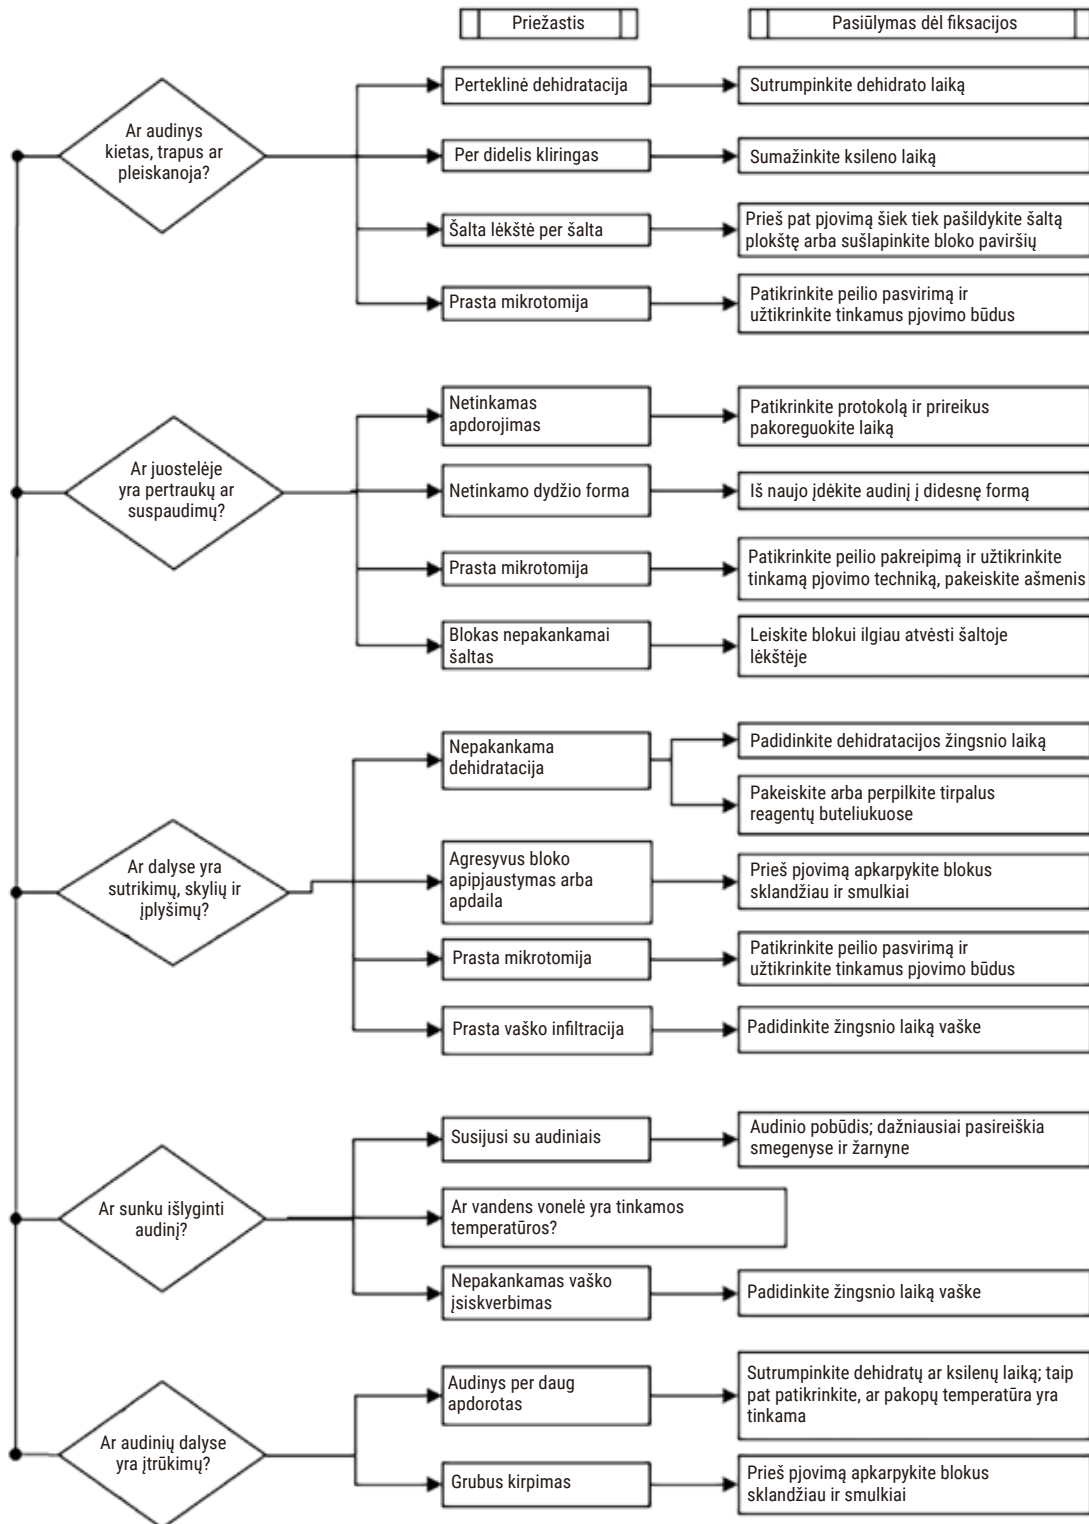 Priežastis
Pasiūlymas dėl fiksacijos
Ar audinys
kietas, trapus ar
pleiskanoja?
Perteklinė dehidratacija
Sutrumpinkite dehidrato laiką
Per didelis kliringas
Sumažinkite ksileno laiką
Šalta lėkštė per šalta
Prieš pat pjovimą šiek tiek pašildykite šaltą
plokštę arba sušlapinkite bloko paviršių
Prasta mikrotomija
Patikrinkite peilio pasvirimą ir
užtikrinkite tinkamus pjovimo būdus
Ar juostelėje
yra pertraukų ar
suspaudimų?
Netinkamas
apdorojimas
Patikrinkite protokolą ir prireikus
pakoreguokite laiką
Netinkamo dydžio forma
Iš naujo įdėkite audinį į didesnę formą
Prasta mikrotomija
Patikrinkite peilio pakreipimą ir užtikrinkite
tinkamą pjovimo techniką, pakeiskite ašmenis
Blokas nepakankamai
šaltas
Leiskite blokui ilgiau atvėsti šaltoje
lėkštėje
Ar dalyse yra
sutrikimų, skylių ir
įplyšimų?
Nepakankama
dehidratacija
Padidinkite dehidratacijos žingsnio laiką
Pakeiskite arba perpilkite tirpalus
reagentų buteliukuose
Agresyvus bloko
apipjaustymas arba
apdaila
Prieš pjovimą apkarpykite blokus
sklandžiau ir smulkiai
Prasta mikrotomija
Patikrinkite peilio pasvirimą ir
užtikrinkite tinkamus pjovimo būdus
Prasta vaško infiltracija
Padidinkite žingsnio laiką vaške
Ar sunku išlyginti
audinį?
Susijusi su audiniais
Audinio pobūdis; dažniausiai pasireiškia
smegenyse ir žarnyne
Ar vandens vonelė yra tinkamos
temperatūros?
Nepakankamas vaško
įsiskverbimas
Padidinkite žingsnio laiką vaške
Ar audinių dalyse
yra įtrūkimų?
Audinys per daug
apdorotas
Sutrumpinkite dehidratų ar ksilenų laiką; taip
pat patikrinkite, ar pakopų temperatūra yra
tinkama
Grubus kirpimas
Prieš pjovimą apkarpykite blokus
sklandžiau ir smulkiai